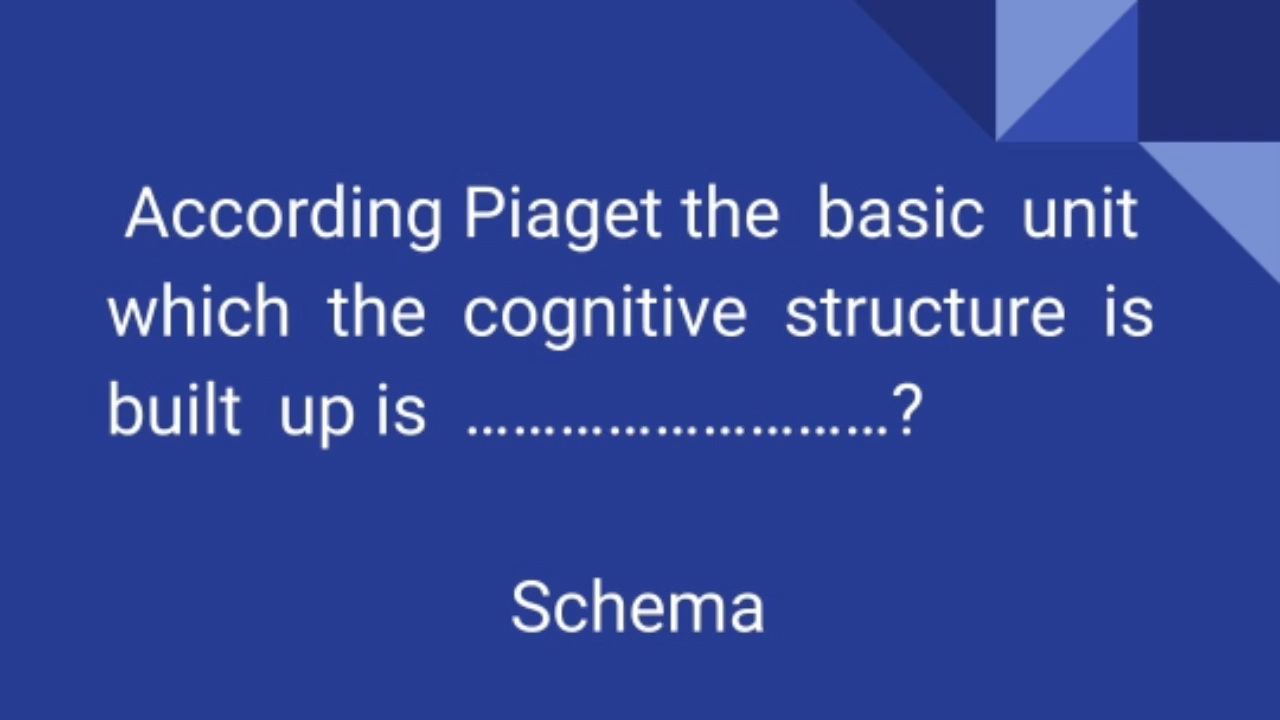 According Piaget the basic unit
which the cognitive structure is
built up is ...........................?
Schema